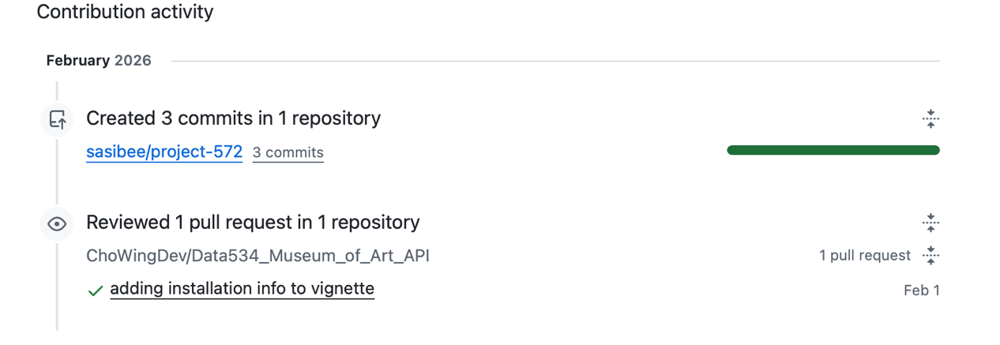 Contribution activity
February 2026
Created 3 commits in 1 repository
sasibee/project-572 3 commits
Reviewed 1 pull request in 1 repository
ChoWingDev/Data534_Museum_of_Art_API 1 pull request
adding installation info to vignette Feb 1